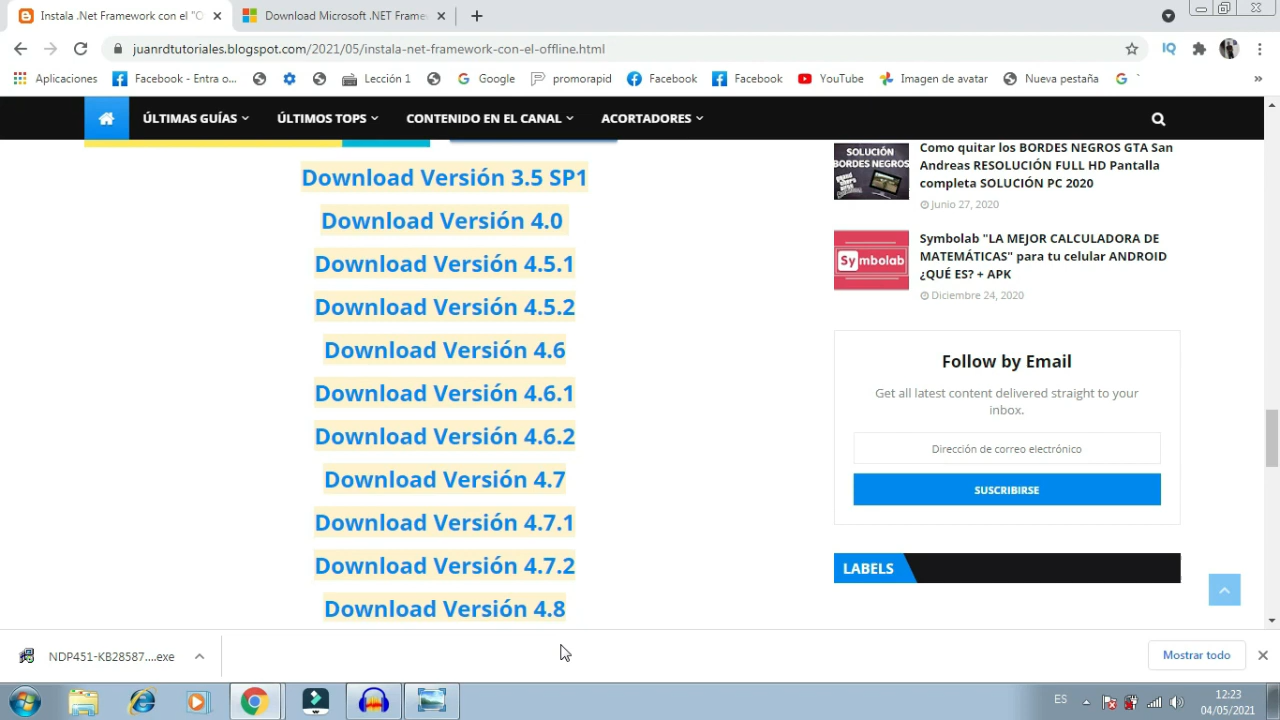 Instala .Net Framework con el "O
Download Microsoft .NET Frame
juanrdtutoriales.blogspot.com/2021/05/instala-net-framework-con-el-offline.html
IQ
Aplicaciones
Facebook - Entra o...
Lección 1
Google
promorapid
Facebook
Facebook
YouTube
Imagen de avatar
Nueva pestaña
»
ÚLTIMAS GUÍAS
ÚLTIMOS TOPS
CONTENIDO EN EL CANAL
ACORTADORES
Download Versión 3.5 SP1
Download Versión 4.0
Download Versión 4.5.1
Download Versión 4.5.2
Download Versión 4.6
Download Versión 4.6.1
Download Versión 4.6.2
Download Versión 4.7
Download Versión 4.7.1
Download Versión 4.7.2
Download Versión 4.8
SOLUCIÓN
BORDES NEGROS
Como quitar los BORDES NEGROS GTA San
Andreas RESOLUCIÓN FULL HD Pantalla
completa SOLUCIÓN PC 2020
Junio 27, 2020
Symbolab
Symbolab "LA MEJOR CALCULADORA DE
MATEMÁTICAS" para tu celular ANDROID
¿QUÉ ES? + APK
Diciembre 24, 2020
Follow by Email
Get all latest content delivered straight to your
inbox.
Dirección de correo electrónico
SUSCRIBIRSE
LABELS
NDP451-KB28587....exe
Mostrar todo
ES
12:23
04/05/2021